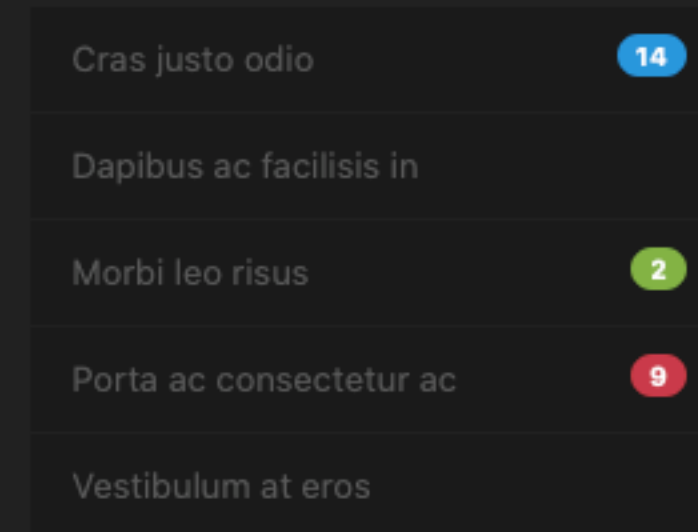 Cras justo odio 14
Dapibus ac facilisis in
Morbi leo risus 2
Porta ac consectetur ac 9
Vestibulum at eros